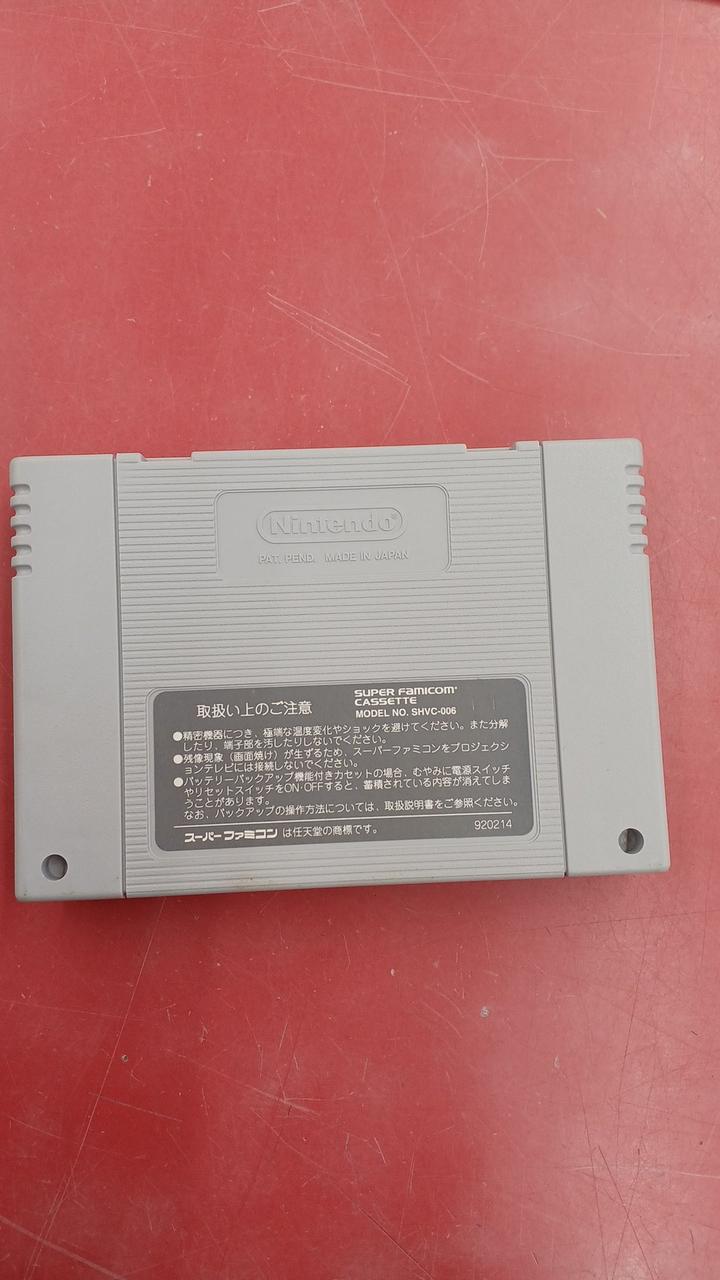 Nintendo®
PAT. PEND. MADE IN JAPAN
取扱い上のご注意
SUPER FAMICOM®
CASSETTE
MODEL NO. SHVC-006
●精密機器につき、極端な温度変化やショックを避けてください。また分解
したり、端子部を汚したりしないでください。
●残像現象（画面焼け）が生ずるため、スーパーファミコンをプロジェクシ
ョンテレビには接続しないでください。
●バッテリーバックアップ機能付きカセットの場合、むやみに電源スイッチ
やリセットスイッチをON・OFFすると、蓄積されている内容が消えてしま
うことがあります。
なお、バックアップの操作方法については、取扱説明書をご参照ください。
スーパーファミコン は任天堂の商標です。
920214